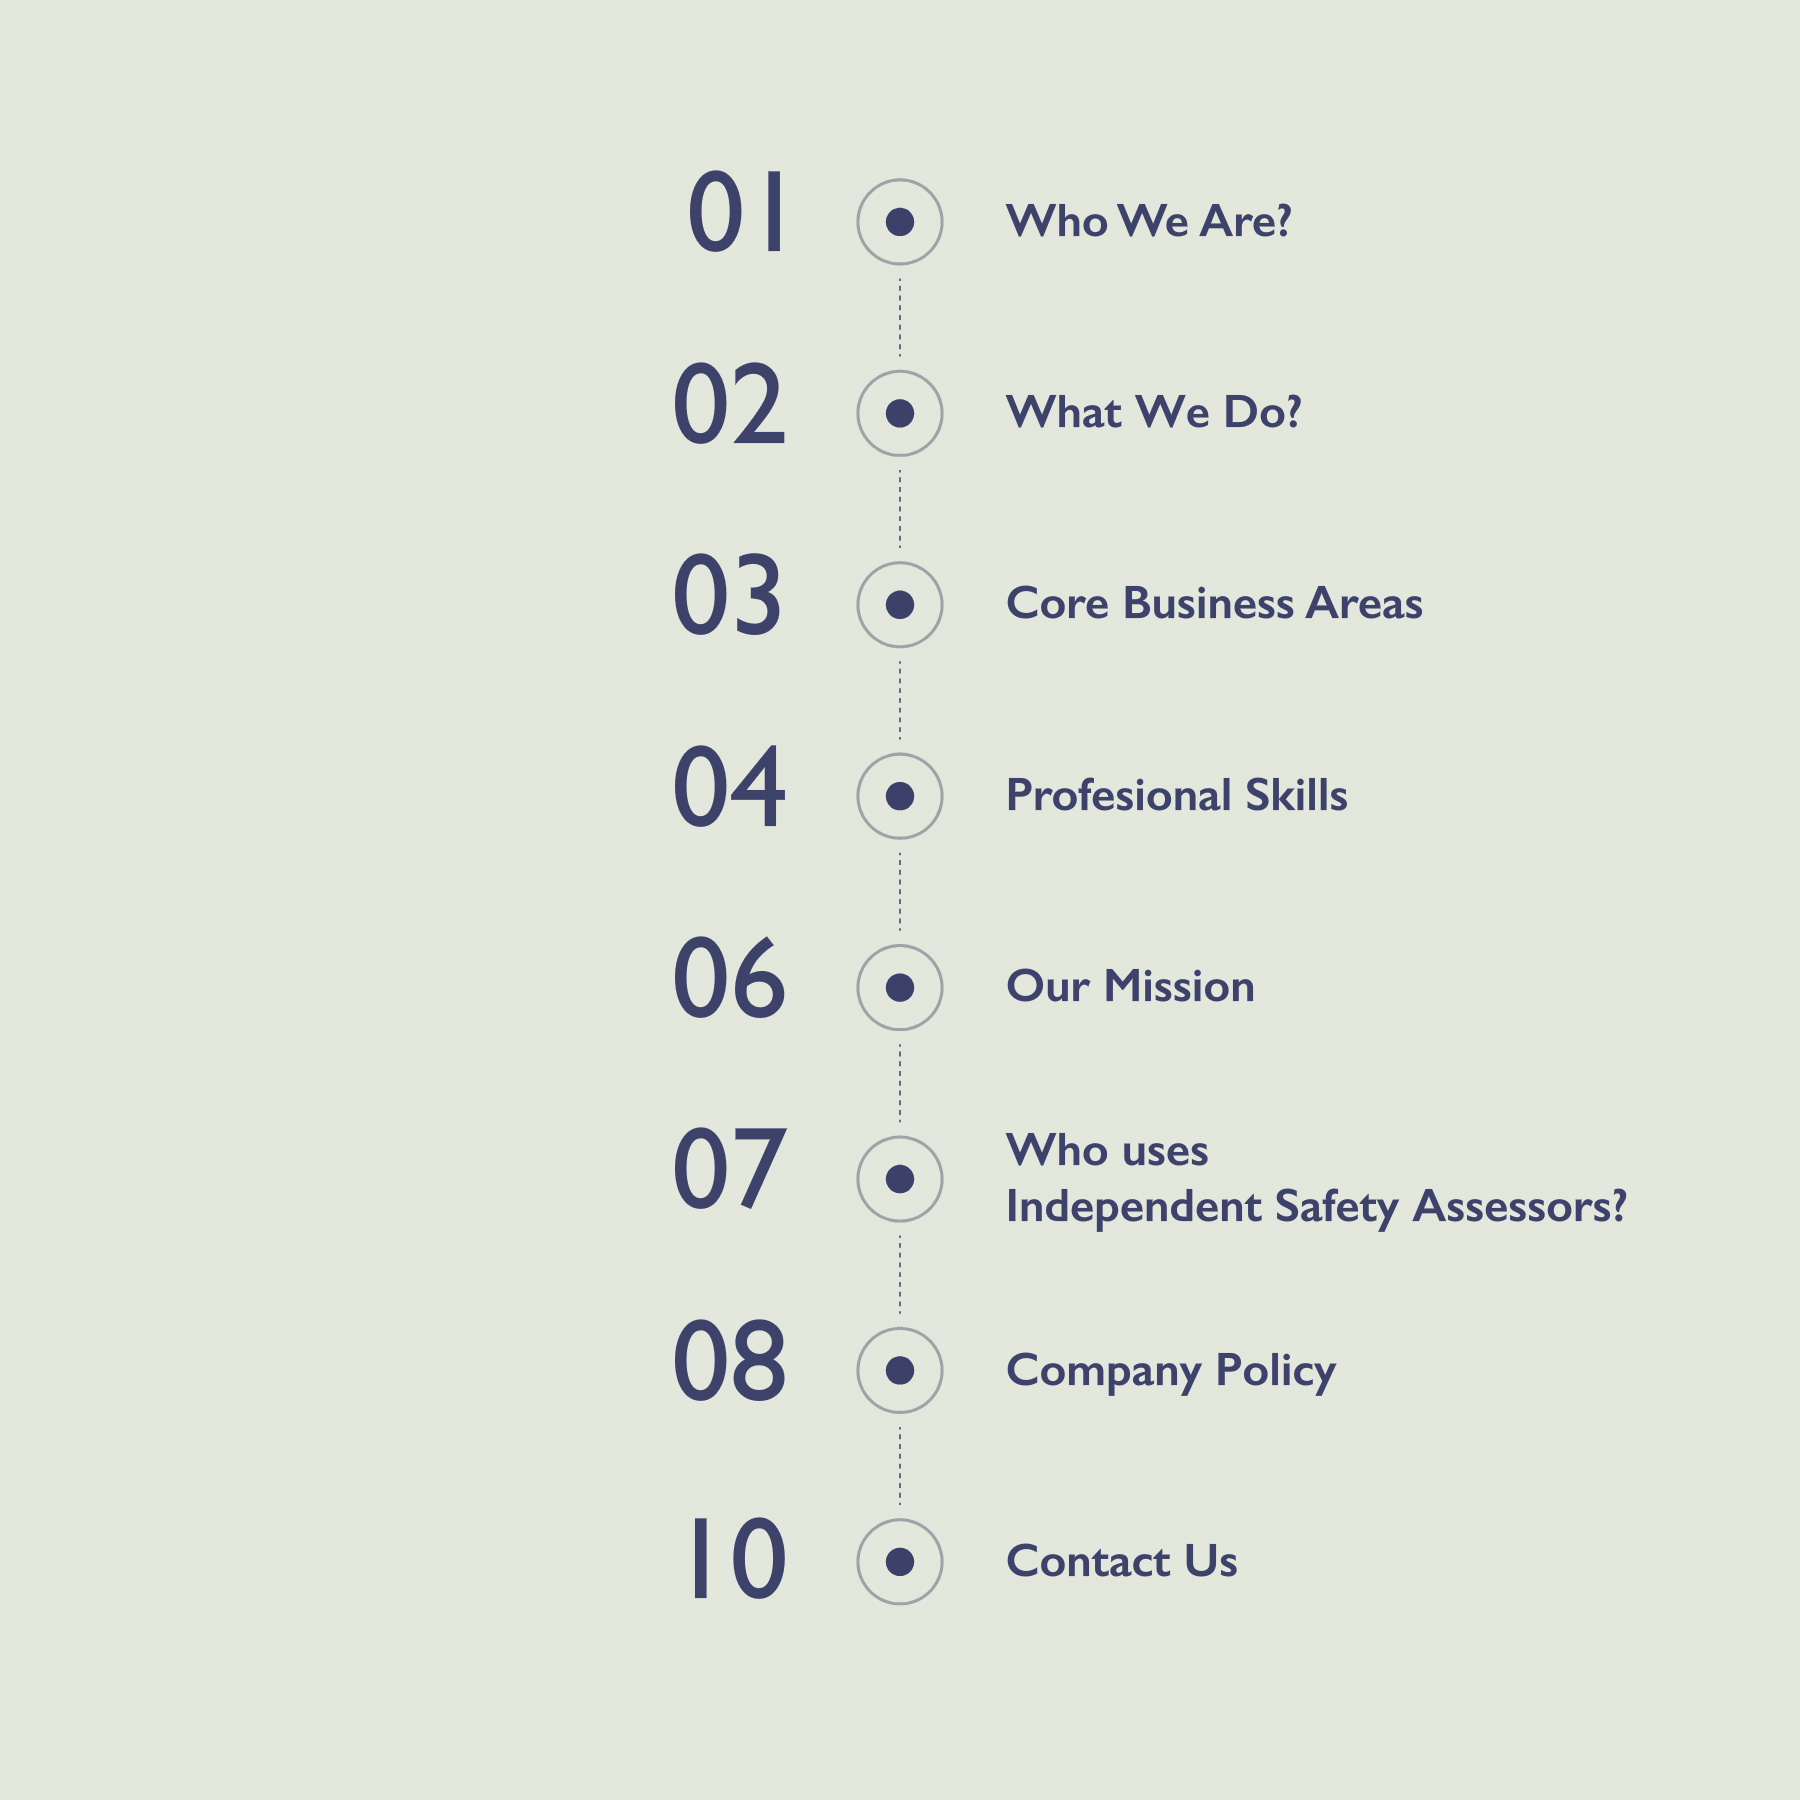 01 Who We Are?
02 What We Do?
03 Core Business Areas
04 Profesional Skills
06 Our Mission
07 Who uses
Independent Safety Assessors?
08 Company Policy
10 Contact Us